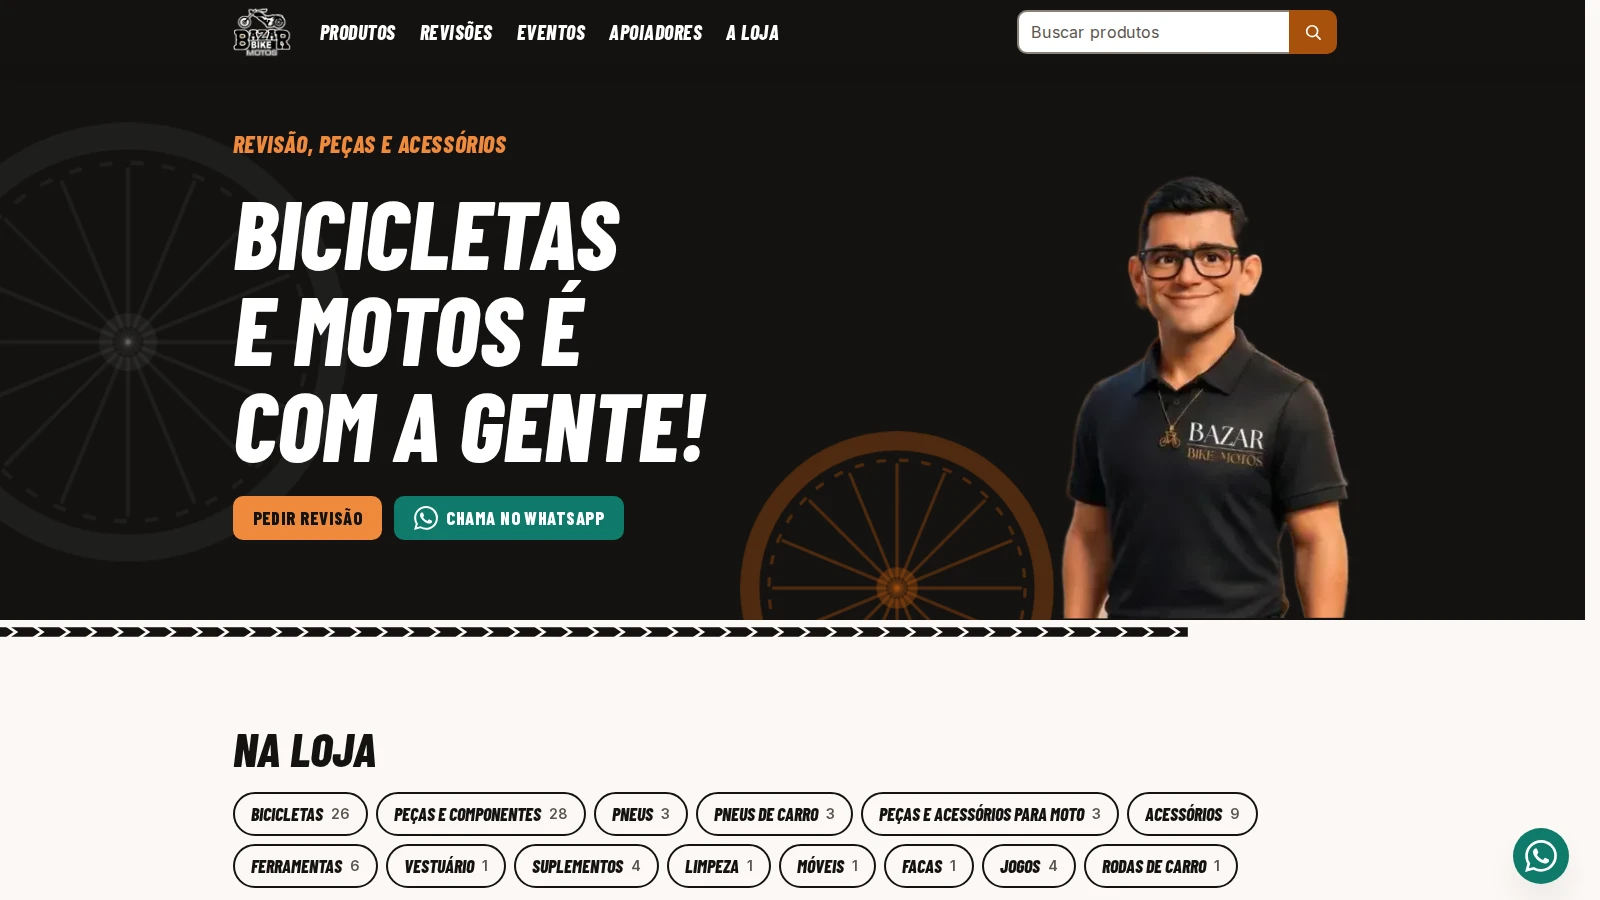 BAZAR
BIKE
MOTOS
PRODUTOS
REVISÕES
EVENTOS
APOIADORES
A LOJA
Buscar produtos
REVISÃO, PEÇAS E ACESSÓRIOS
BICICLETAS
E MOTOS É
COM A GENTE!
BAZAR
BIKE MOTOS
PEDIR REVISÃO
CHAMA NO WHATSAPP
NA LOJA
BICICLETAS 26
PEÇAS E COMPONENTES 28
PNEUS 3
PNEUS DE CARRO 3
PEÇAS E ACESSÓRIOS PARA MOTO 3
ACESSÓRIOS 9
FERRAMENTAS 6
VESTUÁRIO 1
SUPLEMENTOS 4
LIMPEZA 1
MÓVEIS 1
FACAS 1
JOGOS 4
RODAS DE CARRO 1